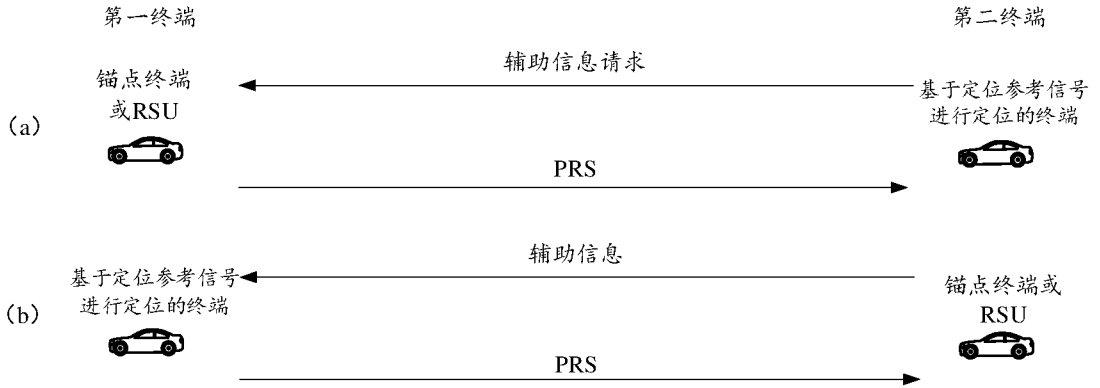 第一终端
第二终端
辅助信息请求
锚点终端
或RSU
(a)
基于定位参考信号
进行定位的终端
PRS
辅助信息
基于定位参考信号
进行定位的终端
(b)
锚点终端或
RSU
PRS